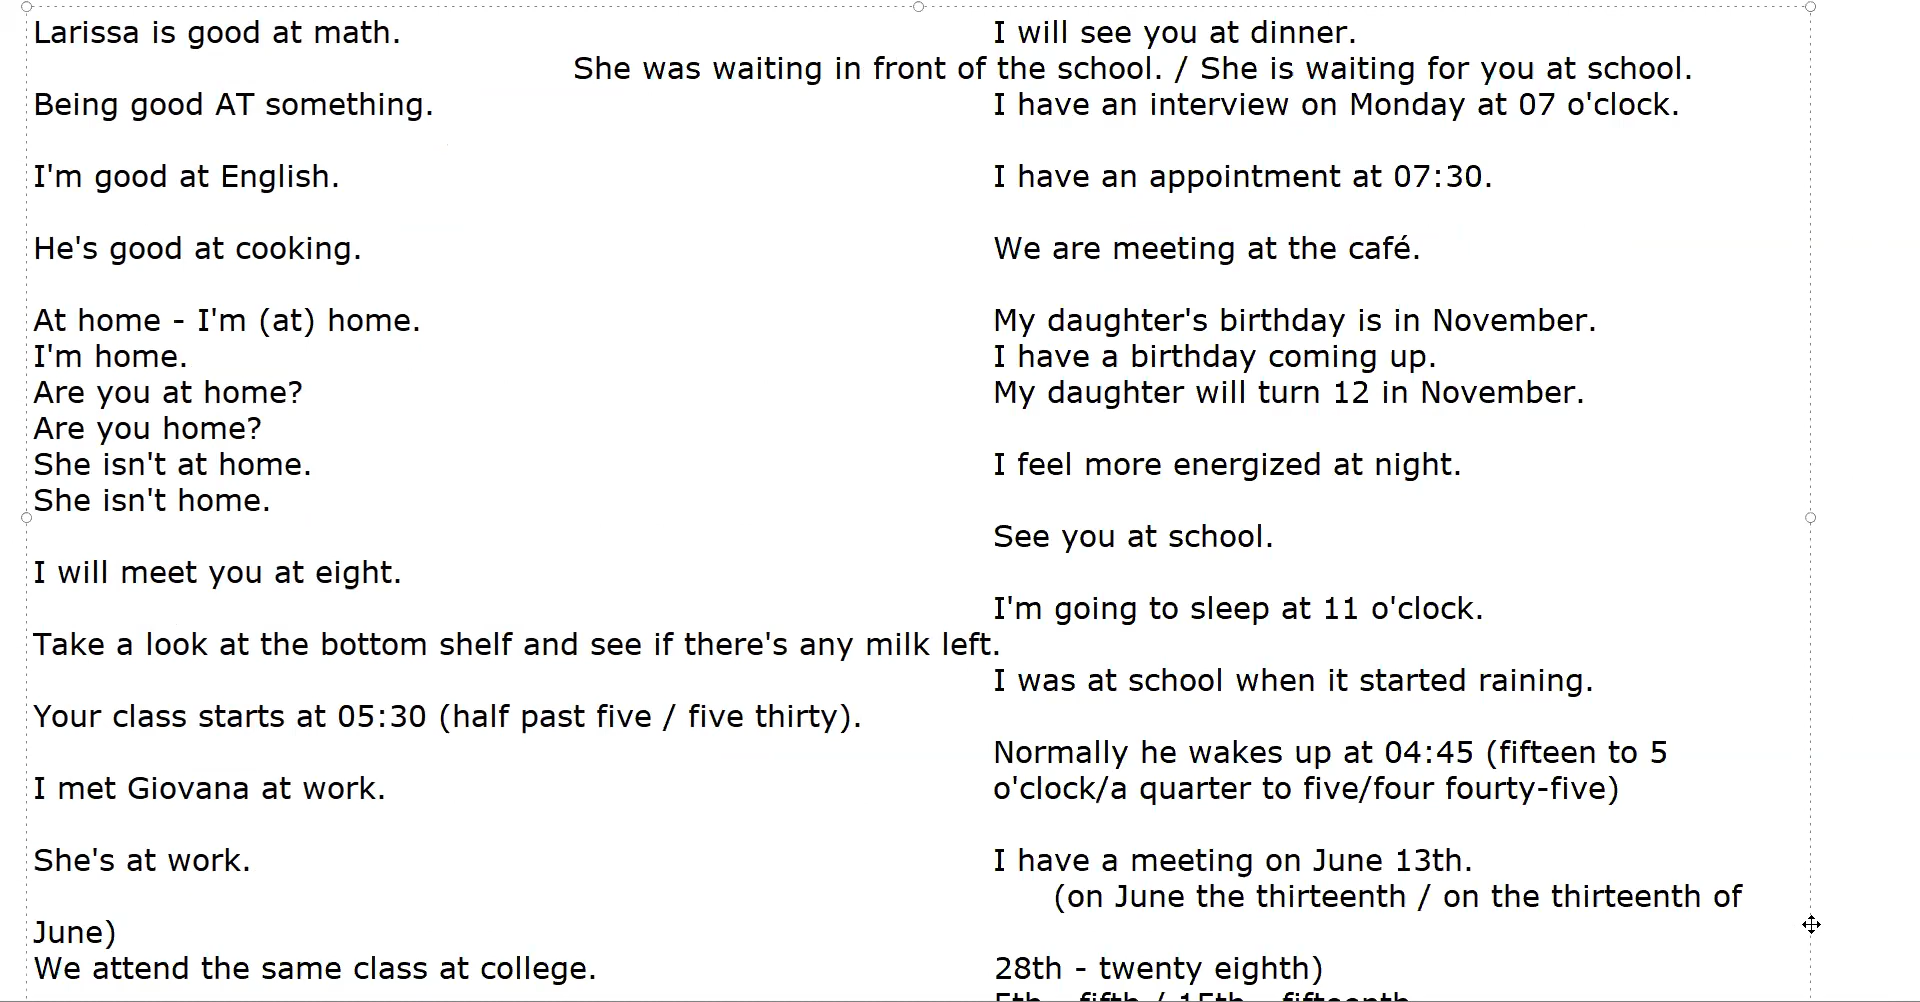 Larissa is good at math. I will see you at dinner.
She was waiting in front of the school. / She is waiting for you at school.
Being good AT something. I have an interview on Monday at 07 o'clock.
I'm good at English. I have an appointment at 07:30.
He's good at cooking. We are meeting at the café.
At home - I'm (at) home. My daughter's birthday is in November.
I'm home. I have a birthday coming up.
Are you at home? My daughter will turn 12 in November.
Are you home?
She isn't at home. I feel more energized at night.
She isn't home.
See you at school.
I will meet you at eight.
I'm going to sleep at 11 o'clock.
Take a look at the bottom shelf and see if there's any milk left.
I was at school when it started raining.
Your class starts at 05:30 (half past five / five thirty).
Normally he wakes up at 04:45 (fifteen to 5
I met Giovana at work. o'clock/a quarter to five/four fourty-five)
She's at work. I have a meeting on June 13th.
(on June the thirteenth / on the thirteenth of
June)
We attend the same class at college. 28th - twenty eighth)
5th - fifth / 15th - fifteenth